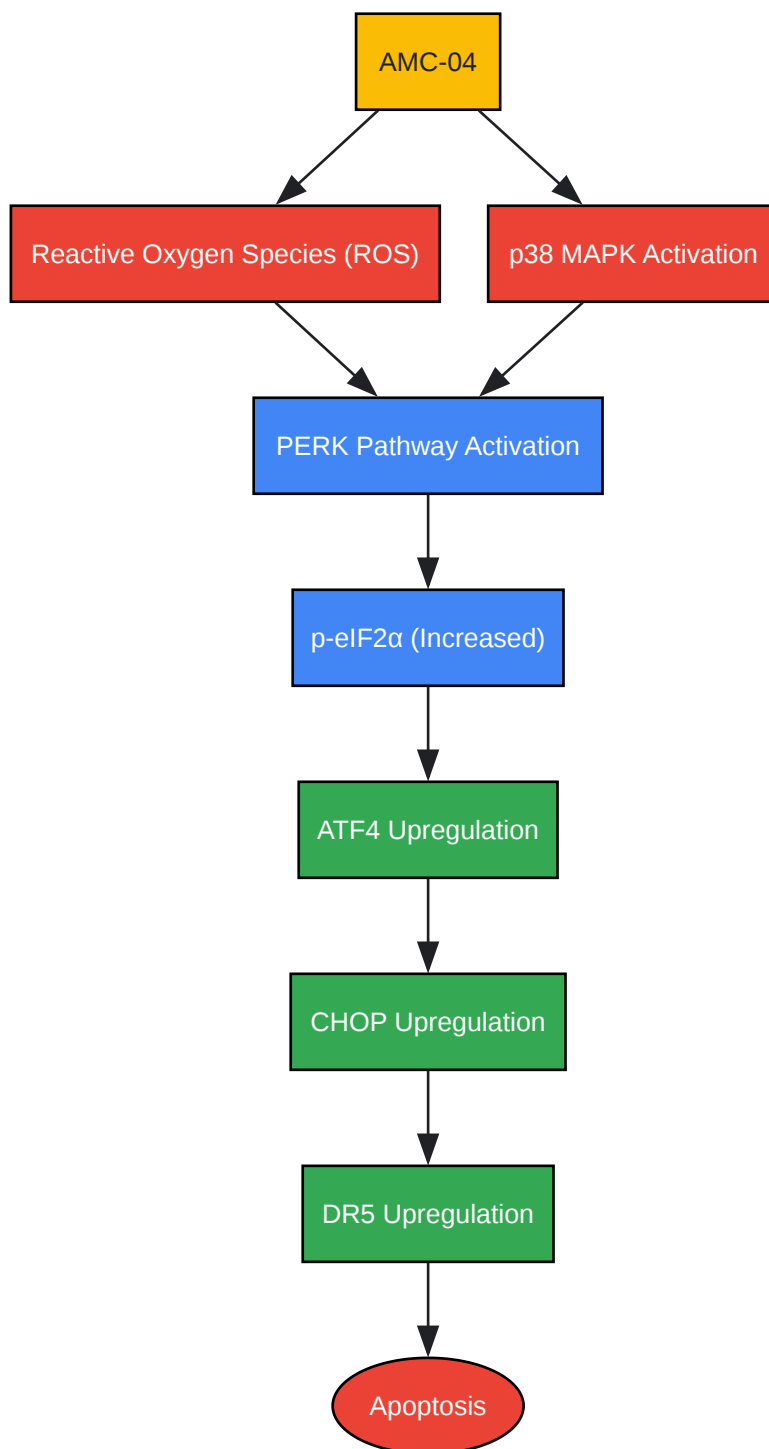 AMC-04
Reactive Oxygen Species (ROS)
p38 MAPK Activation
PERK Pathway Activation
p-eIF2α (Increased)
ATF4 Upregulation
CHOP Upregulation
DR5 Upregulation
Apoptosis